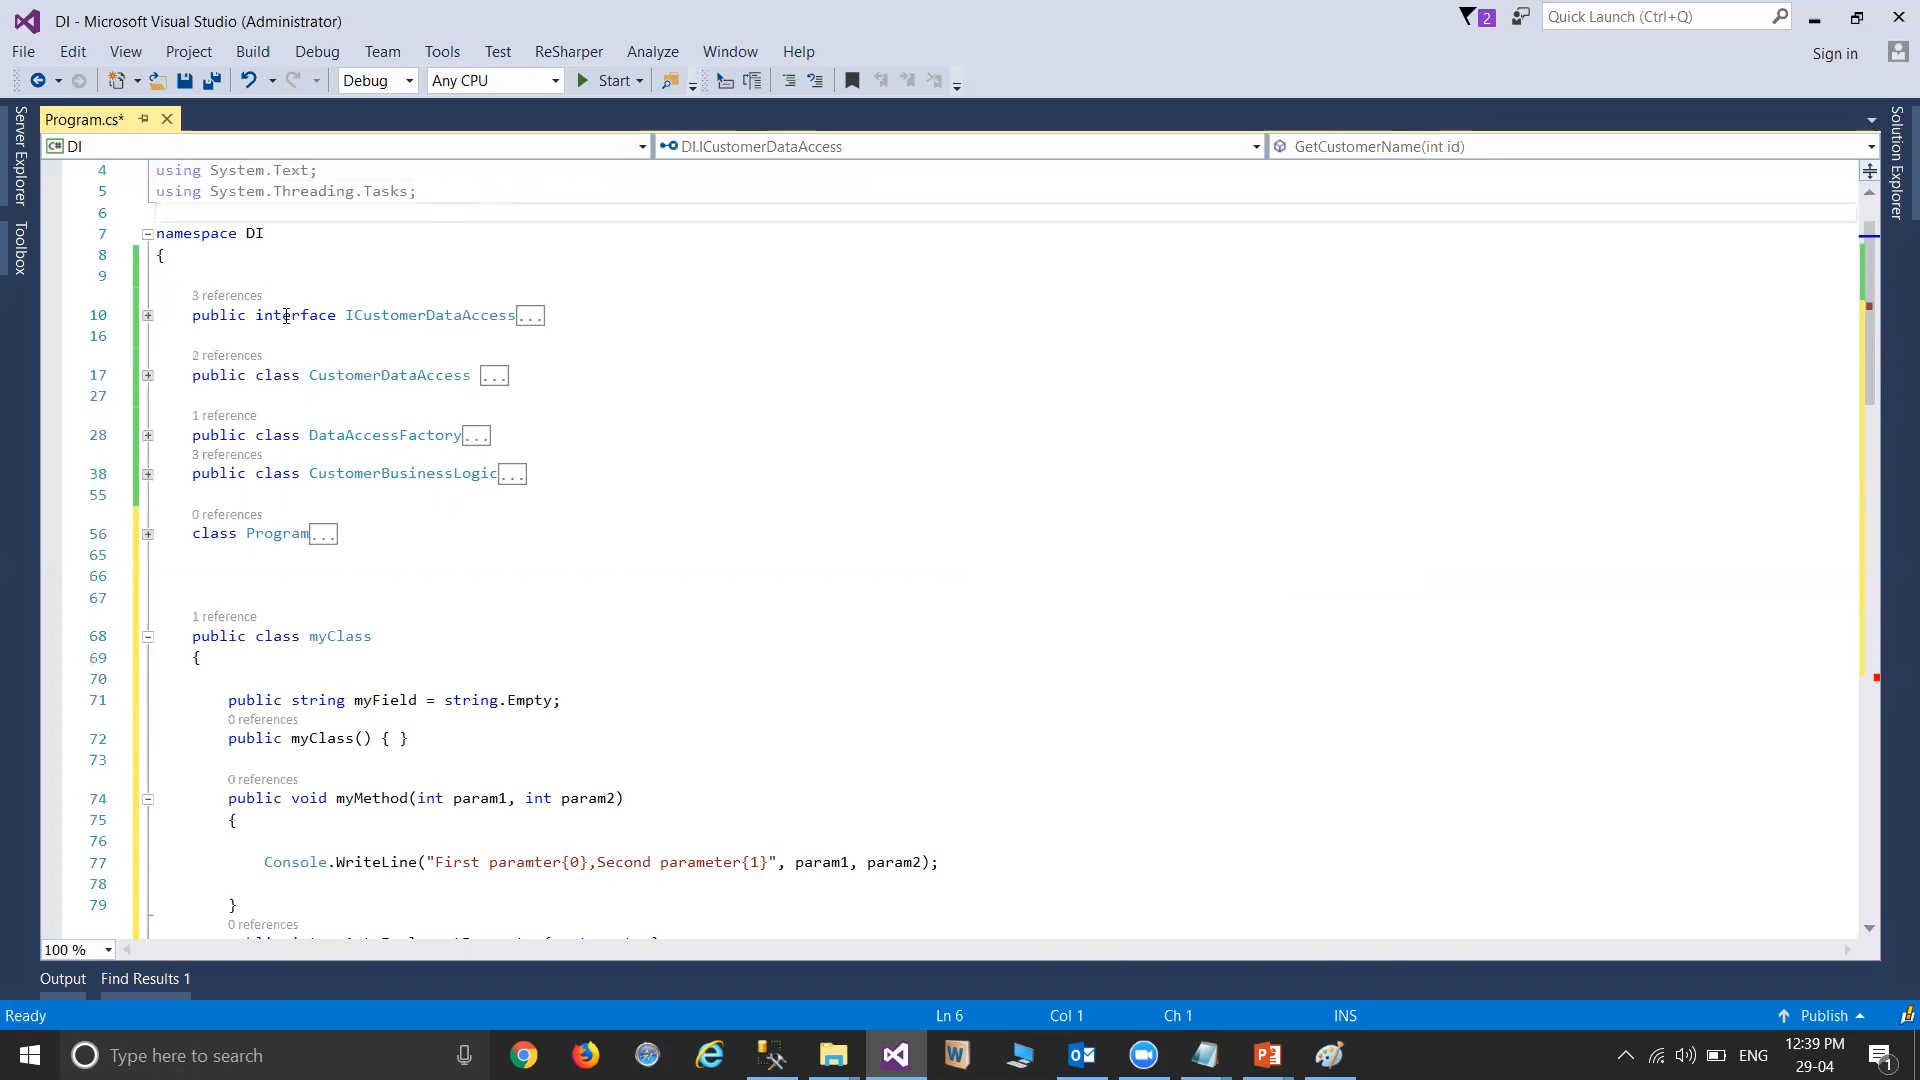 DI - Microsoft Visual Studio (Administrator)
2
Quick Launch (Ctrl+Q)
File Edit View Project Build Debug Team Tools Test ReSharper Analyze Window Help
Sign in
Debug Any CPU Start
Server Explorer
Toolbox
Solution Explorer
Program.cs*
C# DI
DI.ICustomerDataAccess
GetCustomerName(int id)
4 using System.Text;
5 using System.Threading.Tasks;
6
7 namespace DI
8 {
9
3 references
10 public interface ICustomerDataAccess...
16
2 references
17 public class CustomerDataAccess ...
27
1 reference
28 public class DataAccessFactory...
3 references
38 public class CustomerBusinessLogic...
55
0 references
56 class Program...
65
66
67
1 reference
68 public class myClass
69 {
70
71 public string myField = string.Empty;
0 references
72 public myClass() { }
73
0 references
74 public void myMethod(int param1, int param2)
75 {
76
77 Console.WriteLine("First paramter{0},Second parameter{1}", param1, param2);
78
79 }
0 references
100 %
Output Find Results 1
Ready
Ln 6 Col 1 Ch 1 INS
Publish
Type here to search
ENG
12:39 PM
29-04
1